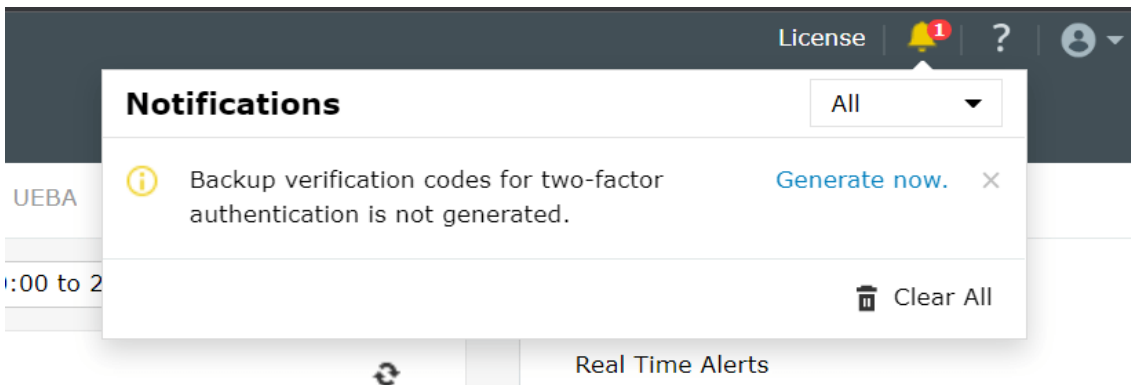 License
1
?
Notifications
All
Backup verification codes for two-factor
authentication is not generated.
Generate now.
UEBA
:00 to 2
Clear All
Real Time Alerts